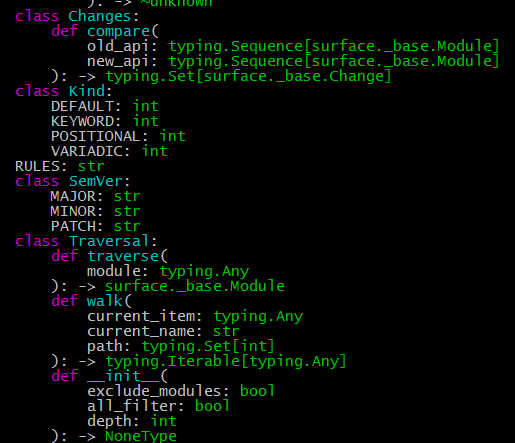 ): -> ~unknown
class Changes:
    def compare(
        old_api: typing.Sequence[surface._base.Module]
        new_api: typing.Sequence[surface._base.Module]
    ): -> typing.Set[surface._base.Change]
class Kind:
    DEFAULT: int
    KEYWORD: int
    POSITIONAL: int
    VARIADIC: int
RULES: str
class SemVer:
    MAJOR: str
    MINOR: str
    PATCH: str
class Traversal:
    def traverse(
        module: typing.Any
    ): -> surface._base.Module
    def walk(
        current_item: typing.Any
        current_name: str
        path: typing.Set[int]
    ): -> typing.Iterable[typing.Any]
    def __init__(
        exclude_modules: bool
        all_filter: bool
        depth: int
    ): -> NoneType